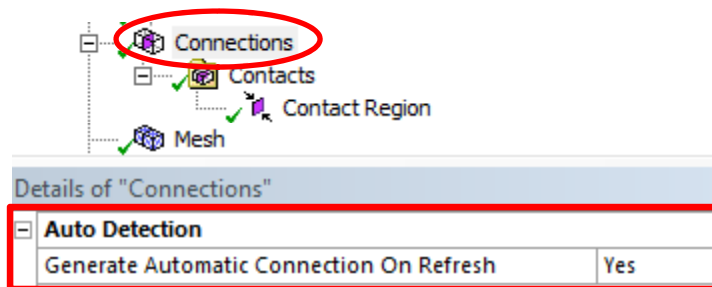 Connections
Contacts
Contact Region
Mesh
Details of "Connections"
Auto Detection
Generate Automatic Connection On Refresh Yes